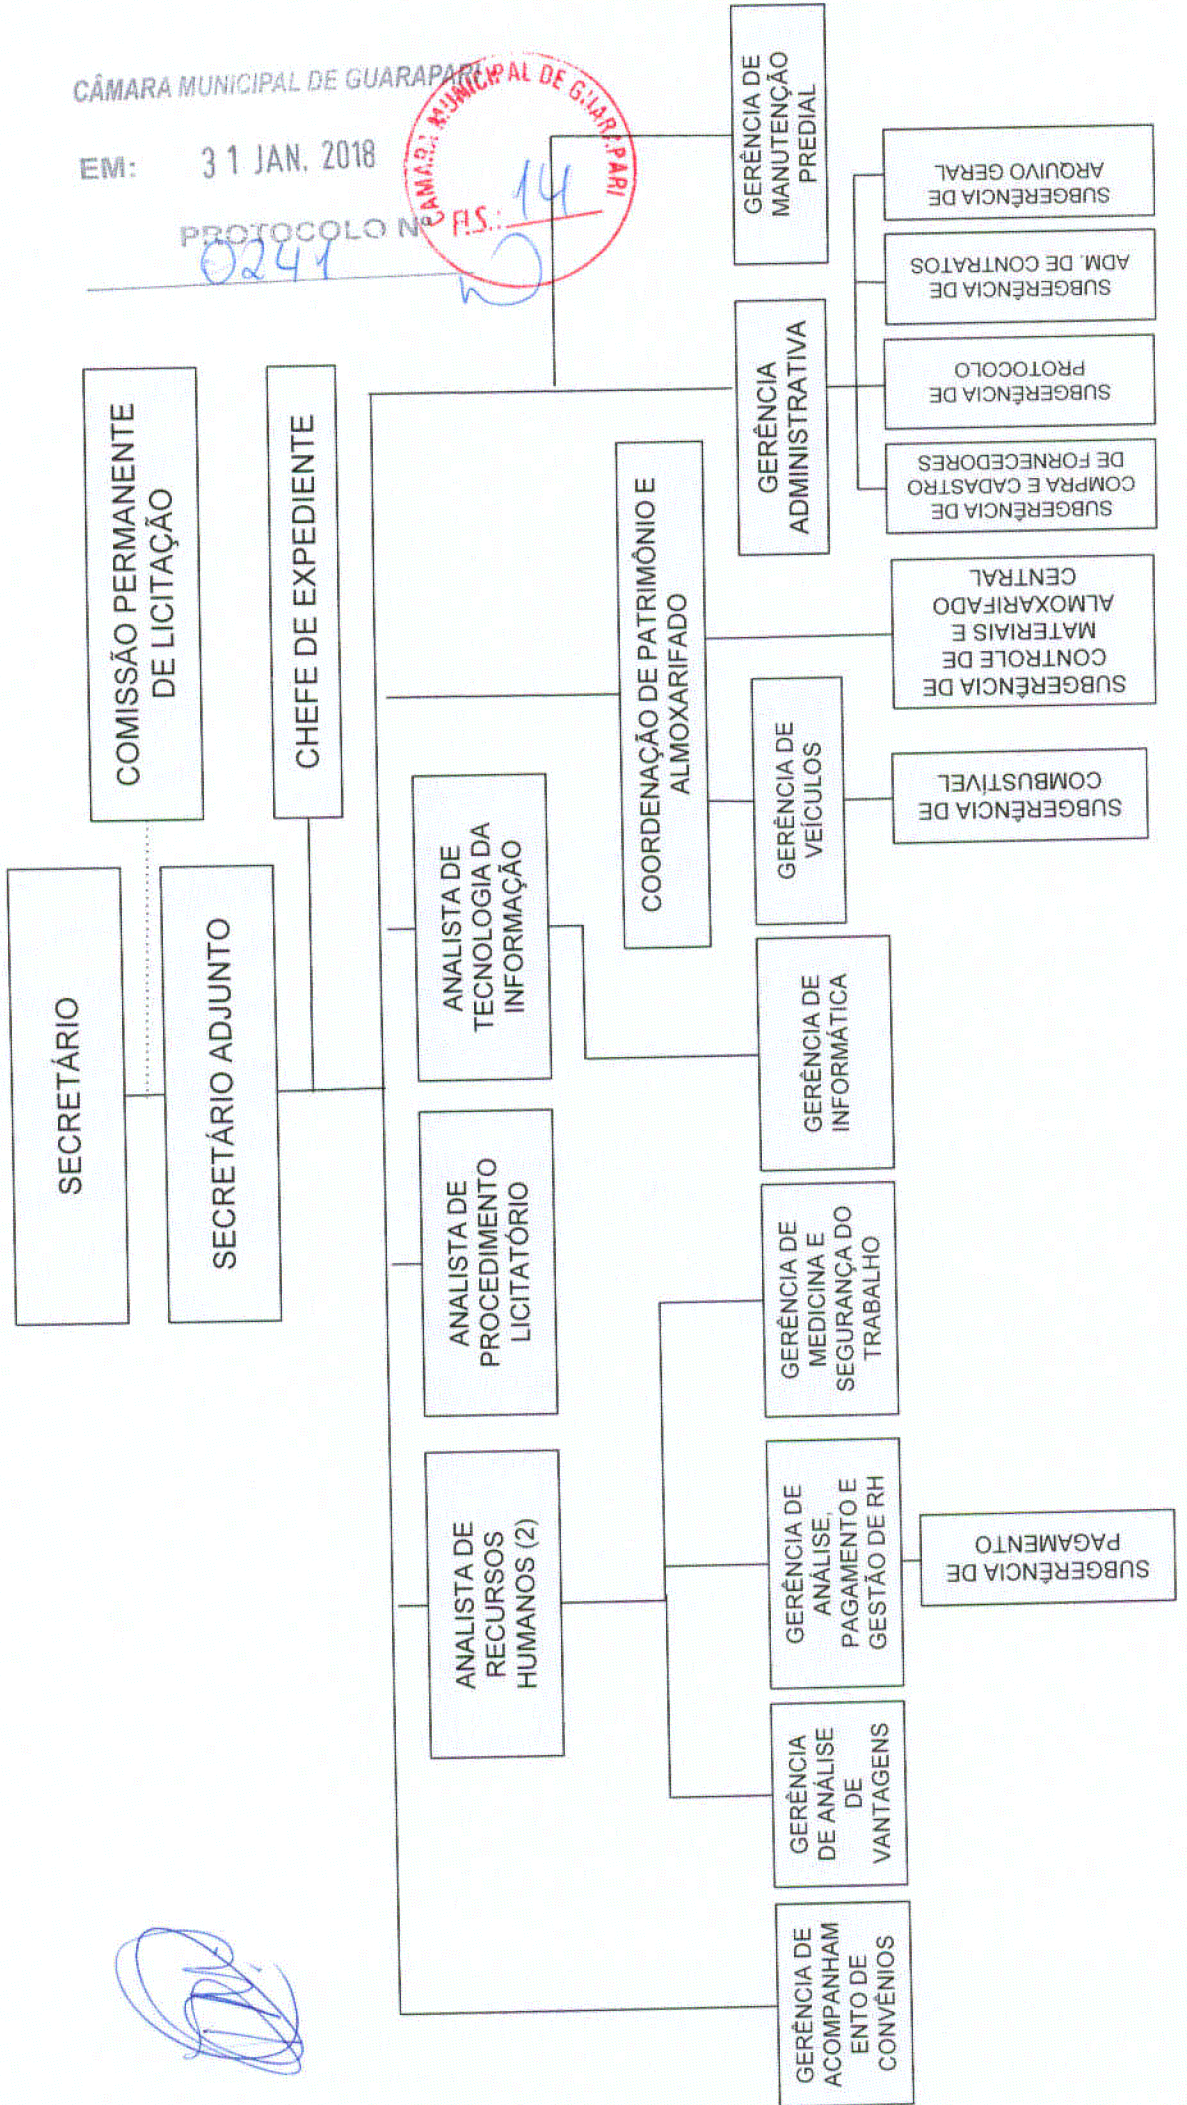 CÂMARA MUNICIPAL DE GUARAPARI
EM: 31 JAN. 2018
PROTOCOLO Nº
0241
CÂMARA MUNICIPAL DE GUARAPARI
FLS.: 14
SECRETÁRIO
COMISSÃO PERMANENTE
DE LICITAÇÃO
SECRETÁRIO ADJUNTO
CHEFE DE EXPEDIENTE
ANALISTA DE
RECURSOS
HUMANOS (2)
ANALISTA DE
PROCEDIMENTO
LICITATÓRIO
ANALISTA DE
TECNOLOGIA DA
INFORMAÇÃO
COORDENAÇÃO DE PATRIMÔNIO E
ALMOXARIFADO
GERÊNCIA
ADMINISTRATIVA
GERÊNCIA DE
MANUTENÇÃO
PREDIAL
GERÊNCIA DE
ACOMPANHAM
ENTO DE
CONVÊNIOS
GERÊNCIA
DE ANÁLISE
DE
VANTAGENS
GERÊNCIA DE
ANÁLISE,
PAGAMENTO E
GESTÃO DE RH
GERÊNCIA DE
MEDICINA E
SEGURANÇA DO
TRABALHO
GERÊNCIA DE
INFORMÁTICA
GERÊNCIA DE
VEÍCULOS
SUBGERÊNCIA DE
PAGAMENTO
SUBGERÊNCIA DE
COMBUSTÍVEL
SUBGERÊNCIA DE
CONTROLE DE
MATERIAIS E
ALMOXARIFADO
CENTRAL
SUBGERÊNCIA DE
COMPRA E CADASTRO
DE FORNECEDORES
SUBGERÊNCIA DE
PROTOCOLO
SUBGERÊNCIA DE
ADM. DE CONTRATOS
SUBGERÊNCIA DE
ARQUIVO GERAL